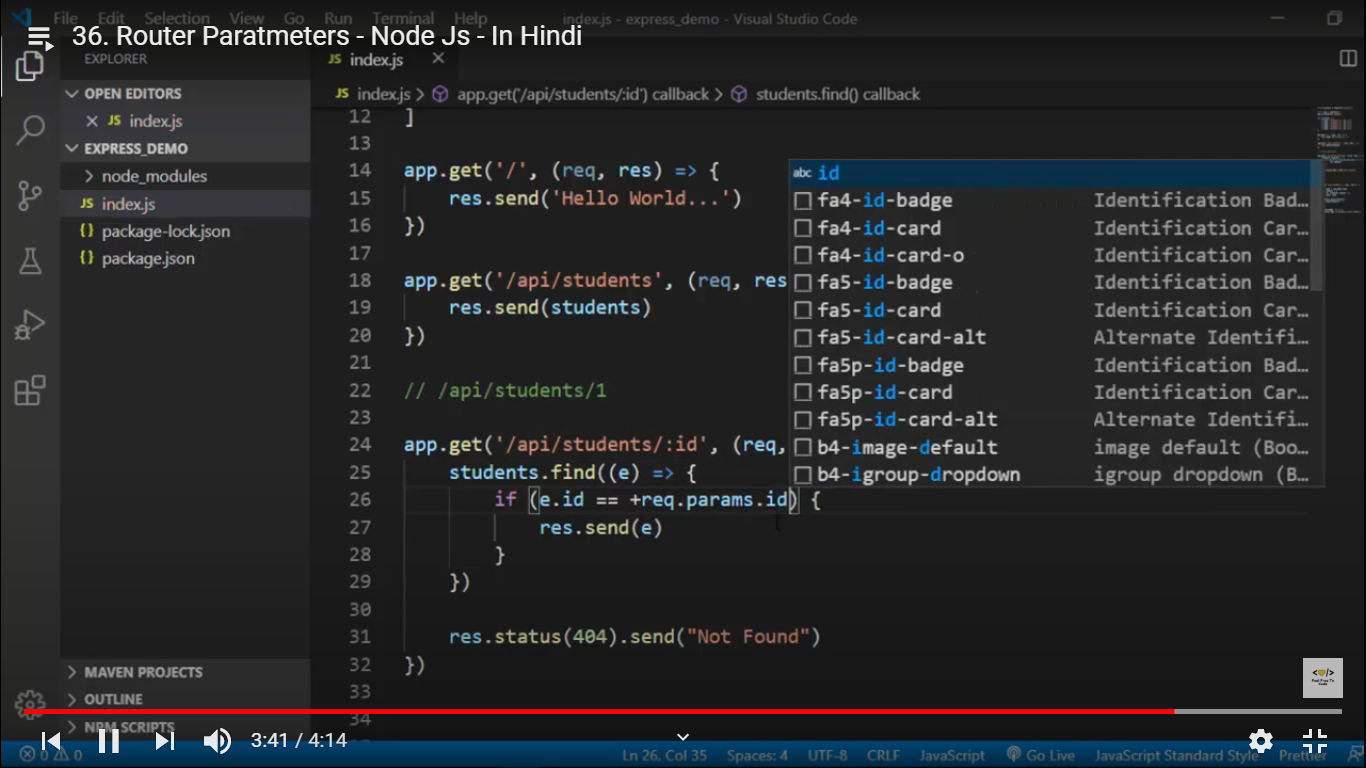 File Edit Selection View Go Run Terminal Help index.js - express_demo - Visual Studio Code
36. Router Paratmeters - Node Js - In Hindi
EXPLORER
JS index.js
OPEN EDITORS
JS index.js
EXPRESS_DEMO
node_modules
JS index.js
{} package-lock.json
{} package.json
MAVEN PROJECTS
OUTLINE
NPM SCRIPTS
JS index.js > app.get('/api/students/:id') callback > students.find() callback
12 ]
13
14 app.get('/', (req, res) => {
15 res.send('Hello World...')
16 })
17
18 app.get('/api/students', (req, res
19 res.send(students)
20 })
21
22 // /api/students/1
23
24 app.get('/api/students/:id', (req,
25 students.find((e) => {
26 if (e.id == +req.params.id) {
27 res.send(e)
28 }
29 })
30
31 res.status(404).send("Not Found")
32 })
33
34
abc id
fa4-id-badge Identification Bad...
fa4-id-card Identification Car...
fa4-id-card-o Identification Car...
fa5-id-badge Identification Bad...
fa5-id-card Identification Car...
fa5-id-card-alt Alternate Identifi...
fa5p-id-badge Identification Bad...
fa5p-id-card Identification Car...
fa5p-id-card-alt Alternate Identifi...
b4-image-default image default (Boo...
b4-igroup-dropdown igroup dropdown (B...
3:41 / 4:14
0 0 Ln 26, Col 35 Spaces: 4 UTF-8 CRLF JavaScript Go Live JavaScript Standard Style Prettier